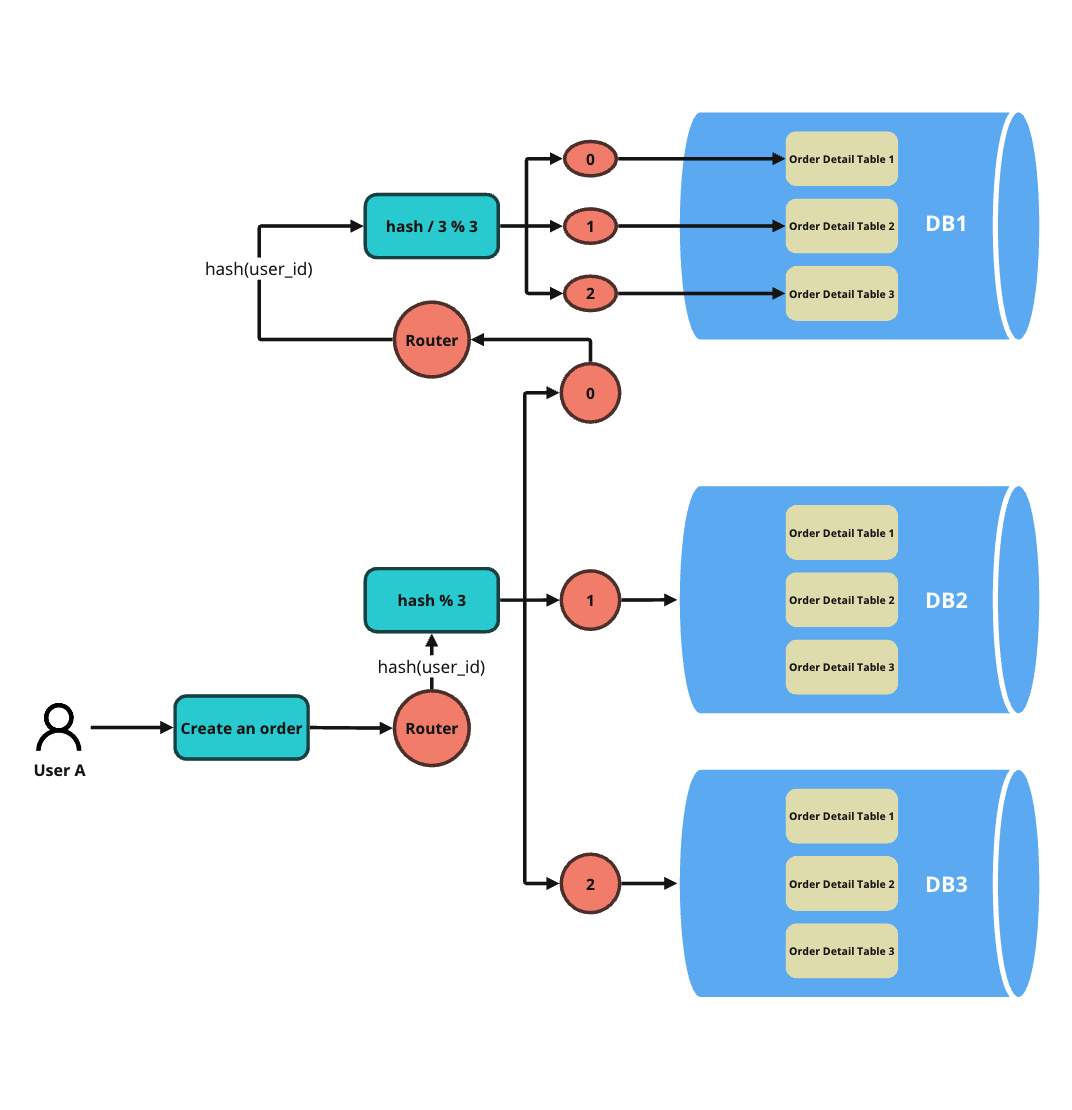 0
Order Detail Table 1
hash / 3 % 3
1
Order Detail Table 2
DB1
hash(user_id)
2
Order Detail Table 3
Router
0
Order Detail Table 1
hash % 3
1
Order Detail Table 2
DB2
hash(user_id)
Order Detail Table 3
Create an order
Router
User A
Order Detail Table 1
2
Order Detail Table 2
DB3
Order Detail Table 3